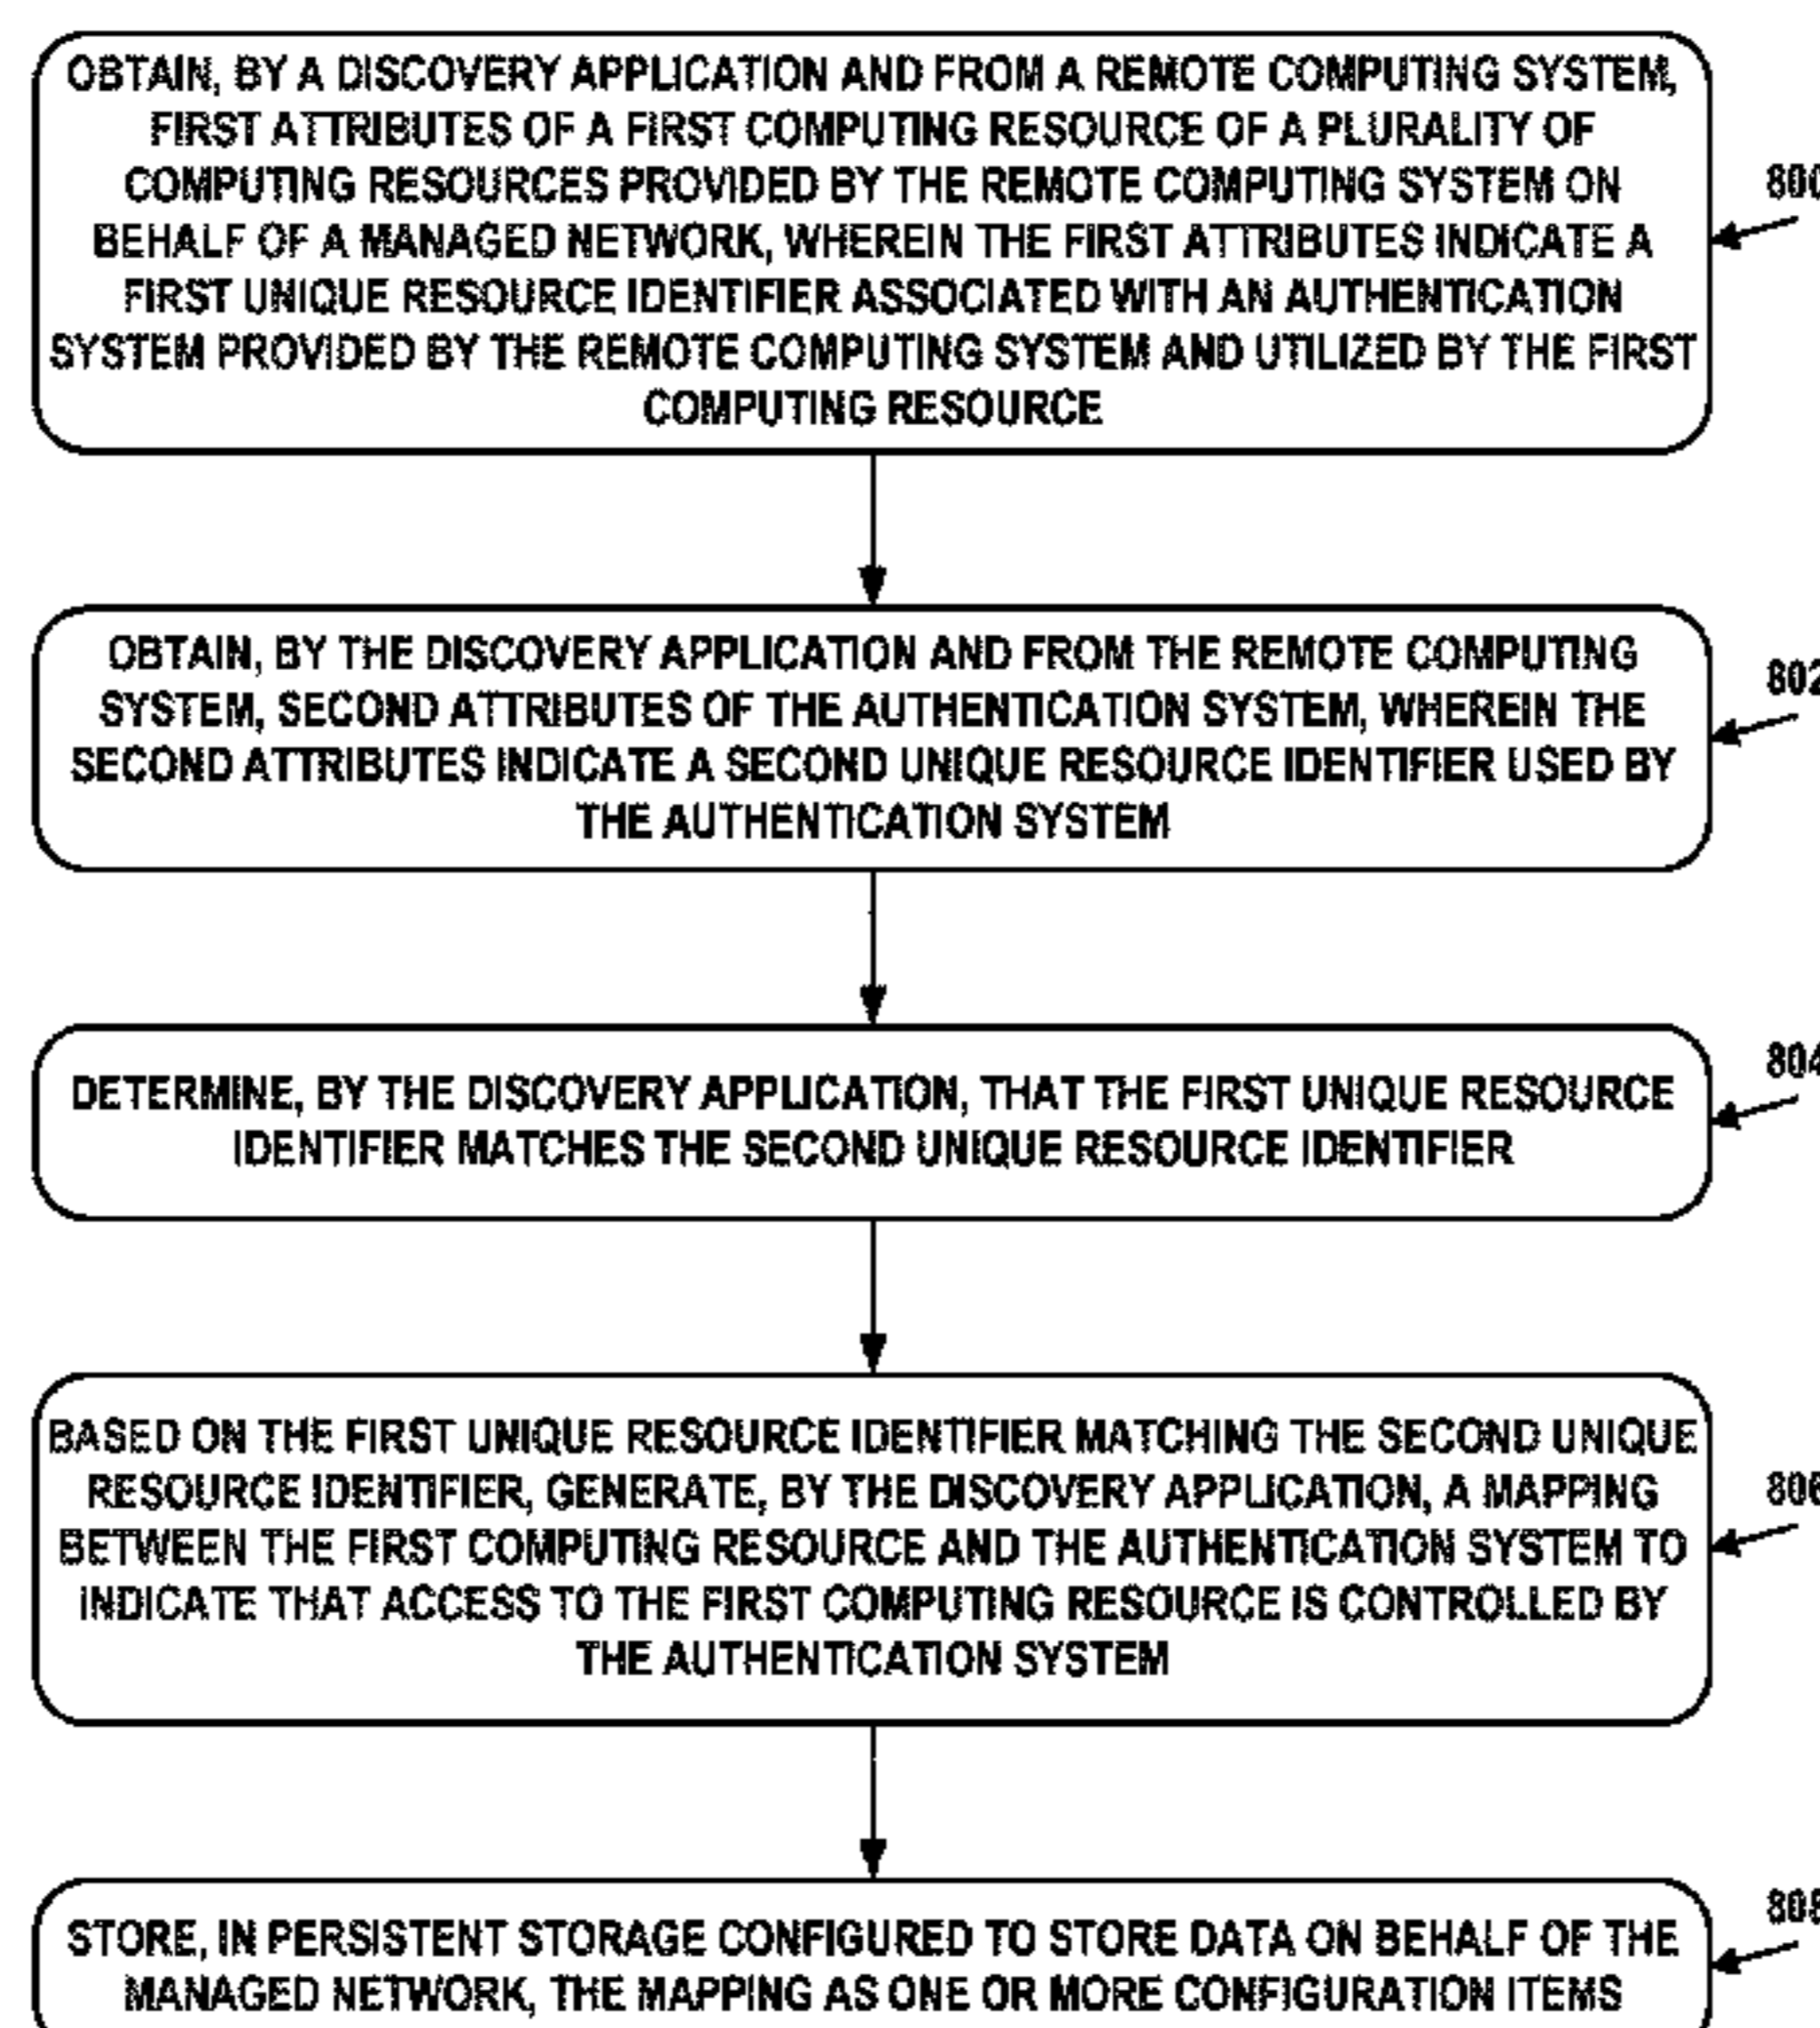 OBTAIN, BY A DISCOVERY APPLICATION AND FROM A REMOTE COMPUTING SYSTEM,
FIRST ATTRIBUTES OF A FIRST COMPUTING RESOURCE OF A PLURALITY OF
COMPUTING RESOURCES PROVIDED BY THE REMOTE COMPUTING SYSTEM ON
BEHALF OF A MANAGED NETWORK, WHEREIN THE FIRST ATTRIBUTES INDICATE A
FIRST UNIQUE RESOURCE IDENTIFIER ASSOCIATED WITH AN AUTHENTICATION
SYSTEM PROVIDED BY THE REMOTE COMPUTING SYSTEM AND UTILIZED BY THE FIRST
COMPUTING RESOURCE
800
OBTAIN, BY THE DISCOVERY APPLICATION AND FROM THE REMOTE COMPUTING
SYSTEM, SECOND ATTRIBUTES OF THE AUTHENTICATION SYSTEM, WHEREIN THE
SECOND ATTRIBUTES INDICATE A SECOND UNIQUE RESOURCE IDENTIFIER USED BY
THE AUTHENTICATION SYSTEM
802
DETERMINE, BY THE DISCOVERY APPLICATION, THAT THE FIRST UNIQUE RESOURCE
IDENTIFIER MATCHES THE SECOND UNIQUE RESOURCE IDENTIFIER
804
BASED ON THE FIRST UNIQUE RESOURCE IDENTIFIER MATCHING THE SECOND UNIQUE
RESOURCE IDENTIFIER, GENERATE, BY THE DISCOVERY APPLICATION, A MAPPING
BETWEEN THE FIRST COMPUTING RESOURCE AND THE AUTHENTICATION SYSTEM TO
INDICATE THAT ACCESS TO THE FIRST COMPUTING RESOURCE IS CONTROLLED BY
THE AUTHENTICATION SYSTEM
806
STORE, IN PERSISTENT STORAGE CONFIGURED TO STORE DATA ON BEHALF OF THE
MANAGED NETWORK, THE MAPPING AS ONE OR MORE CONFIGURATION ITEMS
808